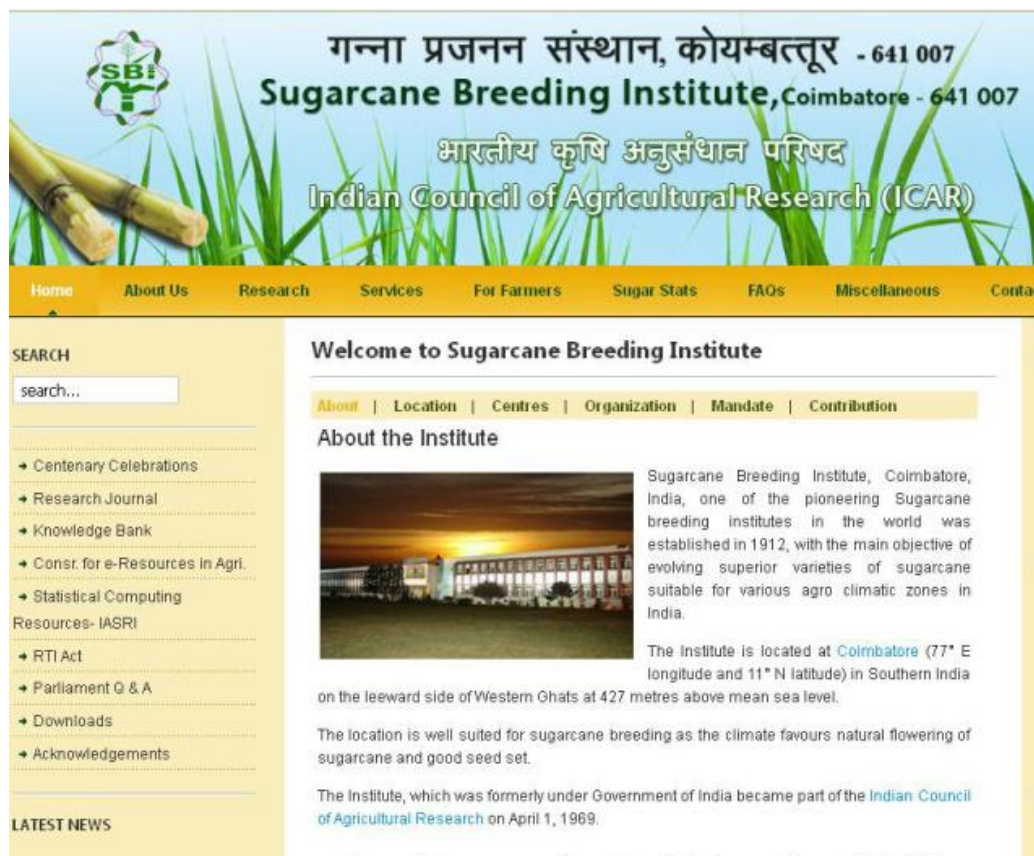 SBI
गन्ना प्रजनन संस्थान, कोयम्बत्तूर - 641 007
Sugarcane Breeding Institute, Coimbatore - 641 007
भारतीय कृषि अनुसंधान परिषद
Indian Council of Agricultural Research (ICAR)
Home About Us Research Services For Farmers Sugar Stats FAQs Miscellaneous Conta
SEARCH
search...
➔ Centenary Celebrations
➔ Research Journal
➔ Knowledge Bank
➔ Consr. for e-Resources in Agri.
➔ Statistical Computing
Resources- IASRI
➔ RTI Act
➔ Parliament Q & A
➔ Downloads
➔ Acknowledgements
LATEST NEWS
Welcome to Sugarcane Breeding Institute
About | Location | Centres | Organization | Mandate | Contribution
About the Institute
Sugarcane Breeding Institute, Coimbatore,
India, one of the pioneering Sugarcane
breeding institutes in the world was
established in 1912, with the main objective of
evolving superior varieties of sugarcane
suitable for various agro climatic zones in
India.
The Institute is located at Coimbatore (77° E
longitude and 11° N latitude) in Southern India
on the leeward side of Western Ghats at 427 metres above mean sea level.
The location is well suited for sugarcane breeding as the climate favours natural flowering of
sugarcane and good seed set.
The Institute, which was formerly under Government of India became part of the Indian Council
of Agricultural Research on April 1, 1969.